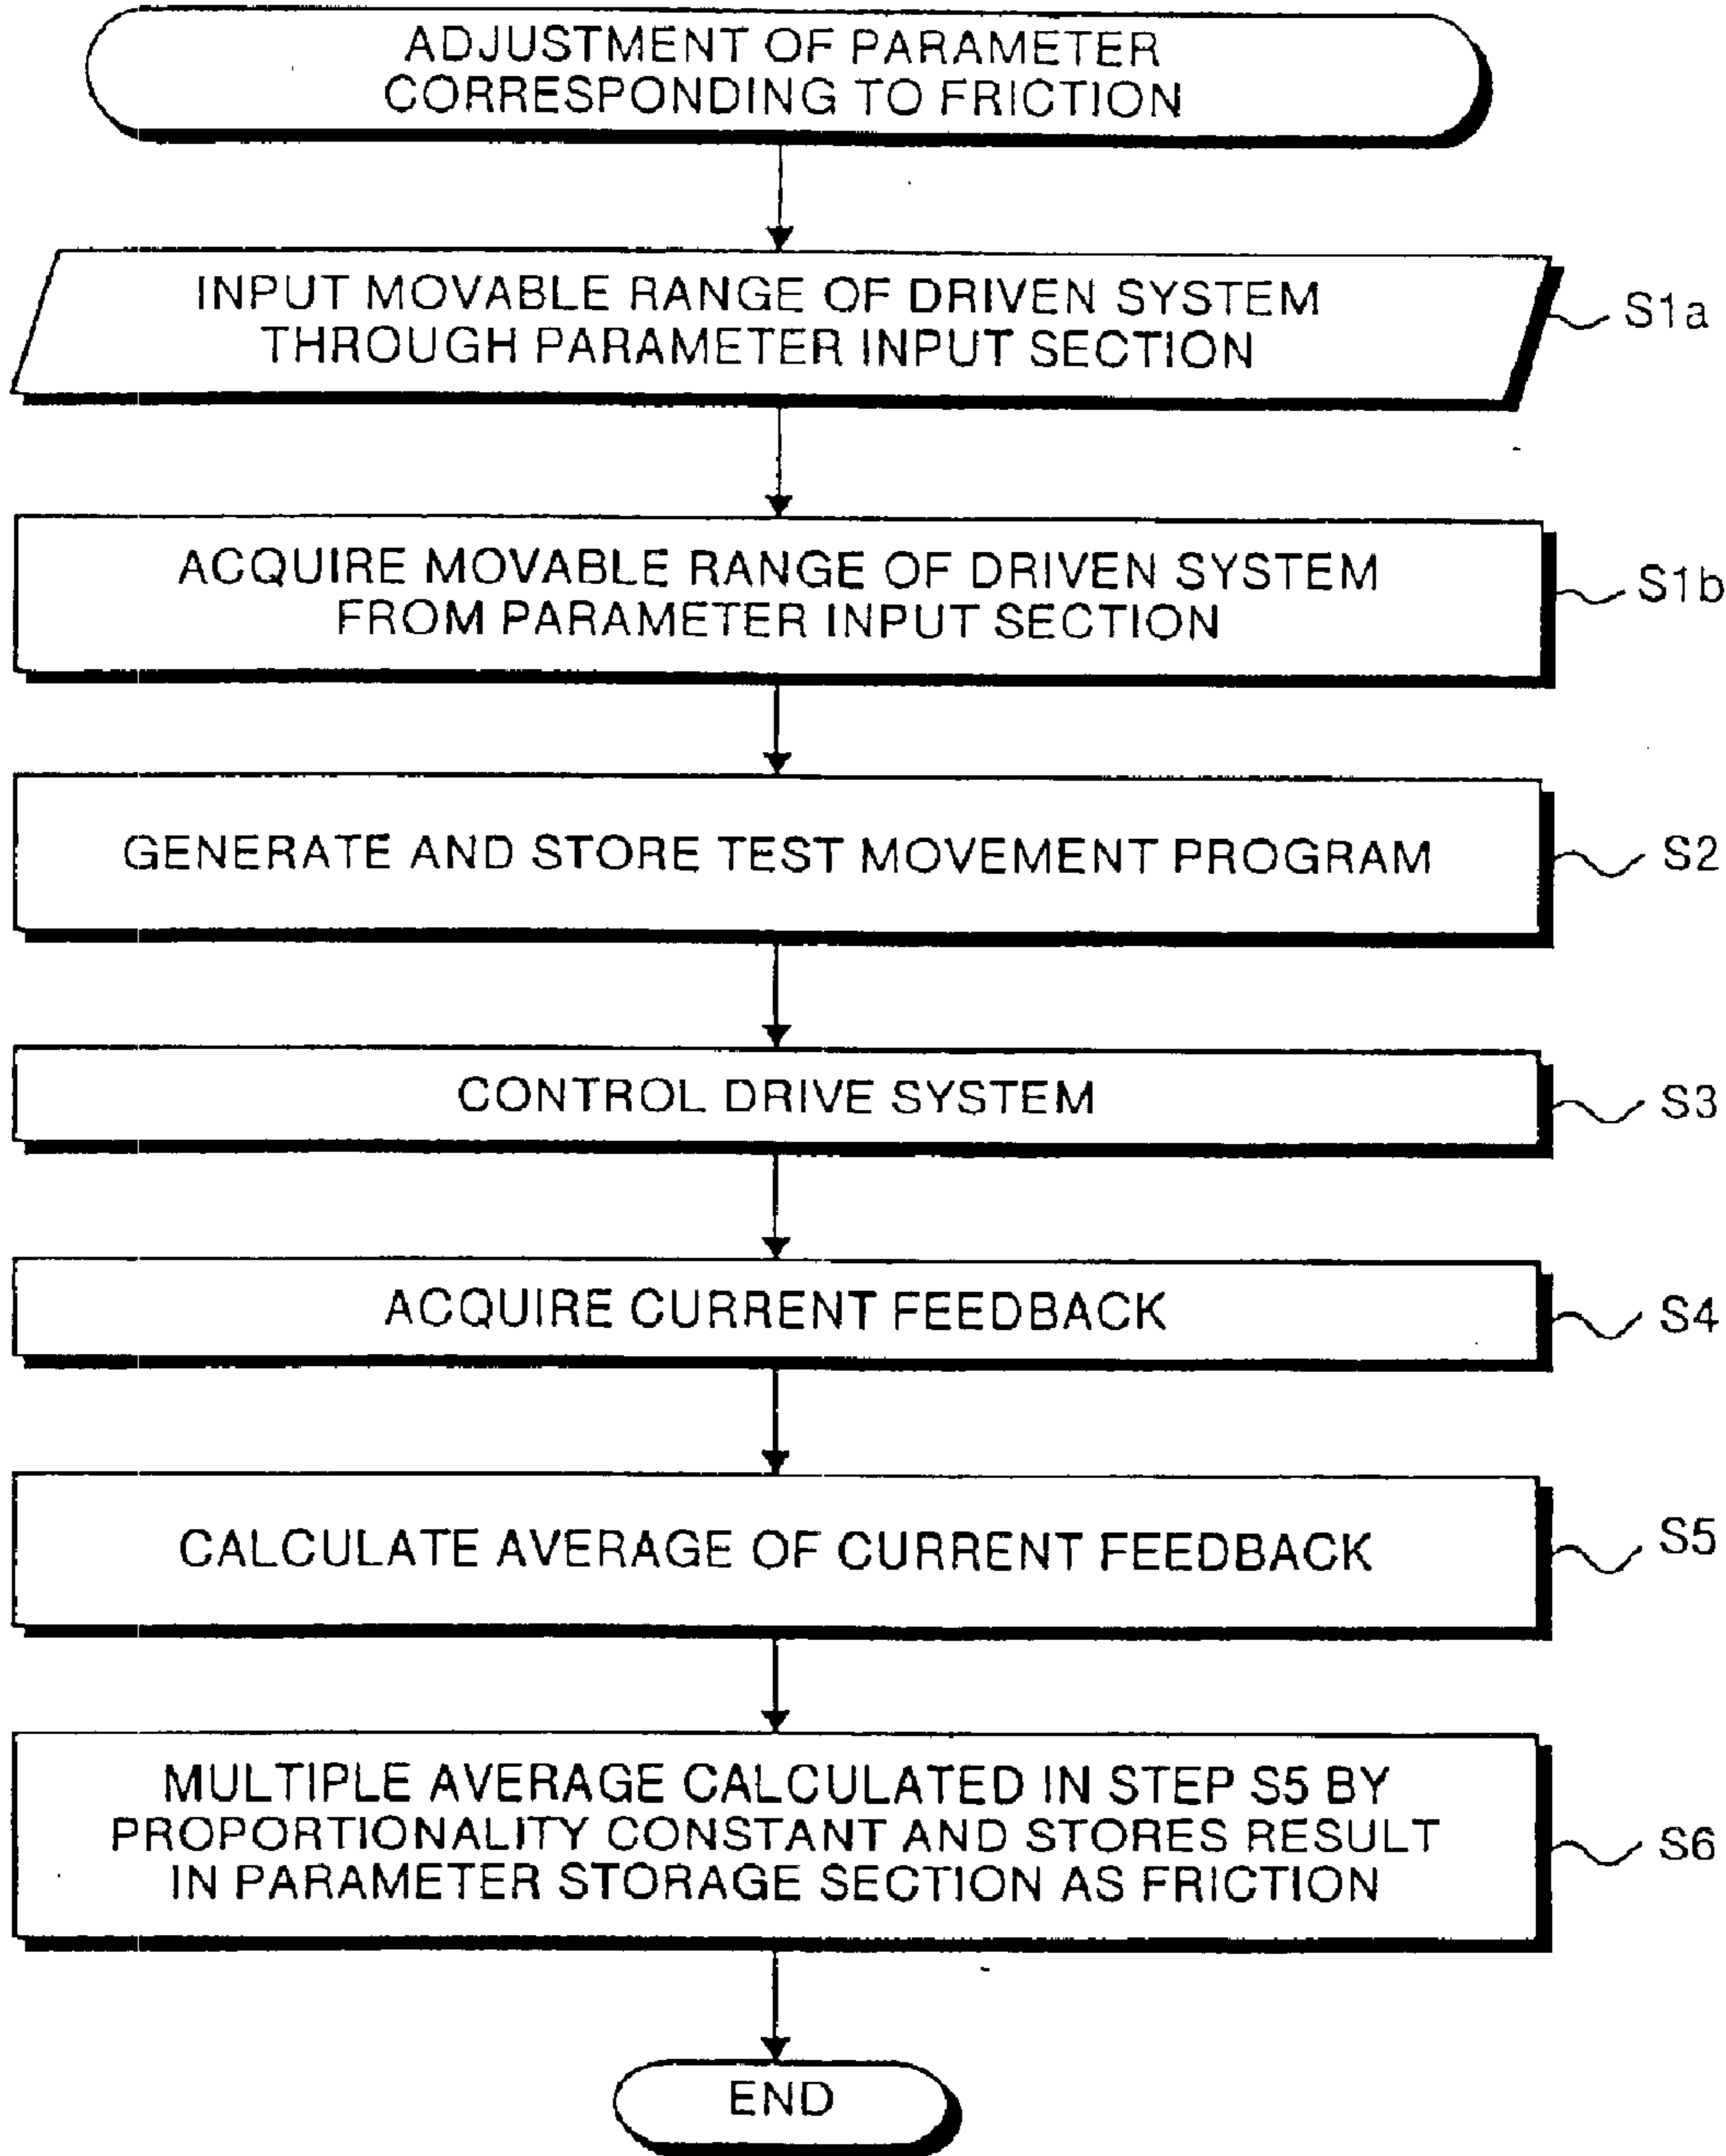 ADJUSTMENT OF PARAMETER
CORRESPONDING TO FRICTION
INPUT MOVABLE RANGE OF DRIVEN SYSTEM
THROUGH PARAMETER INPUT SECTION
S1a
ACQUIRE MOVABLE RANGE OF DRIVEN SYSTEM
FROM PARAMETER INPUT SECTION
S1b
GENERATE AND STORE TEST MOVEMENT PROGRAM
S2
CONTROL DRIVE SYSTEM
S3
ACQUIRE CURRENT FEEDBACK
S4
CALCULATE AVERAGE OF CURRENT FEEDBACK
S5
MULTIPLE AVERAGE CALCULATED IN STEP S5 BY
PROPORTIONALITY CONSTANT AND STORES RESULT
IN PARAMETER STORAGE SECTION AS FRICTION
S6
END